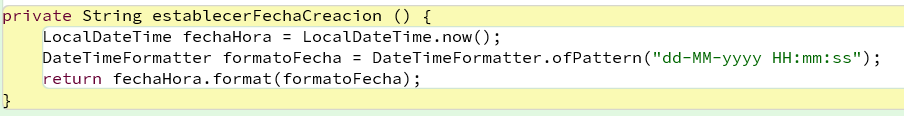 private String establecerFechaCreacion () {
LocalDateTime fechaHora = LocalDateTime.now();
DateTimeFormatter formatoFecha = DateTimeFormatter.ofPattern("dd-MM-yyyy HH:mm:ss");
return fechaHora.format(formatoFecha);
}